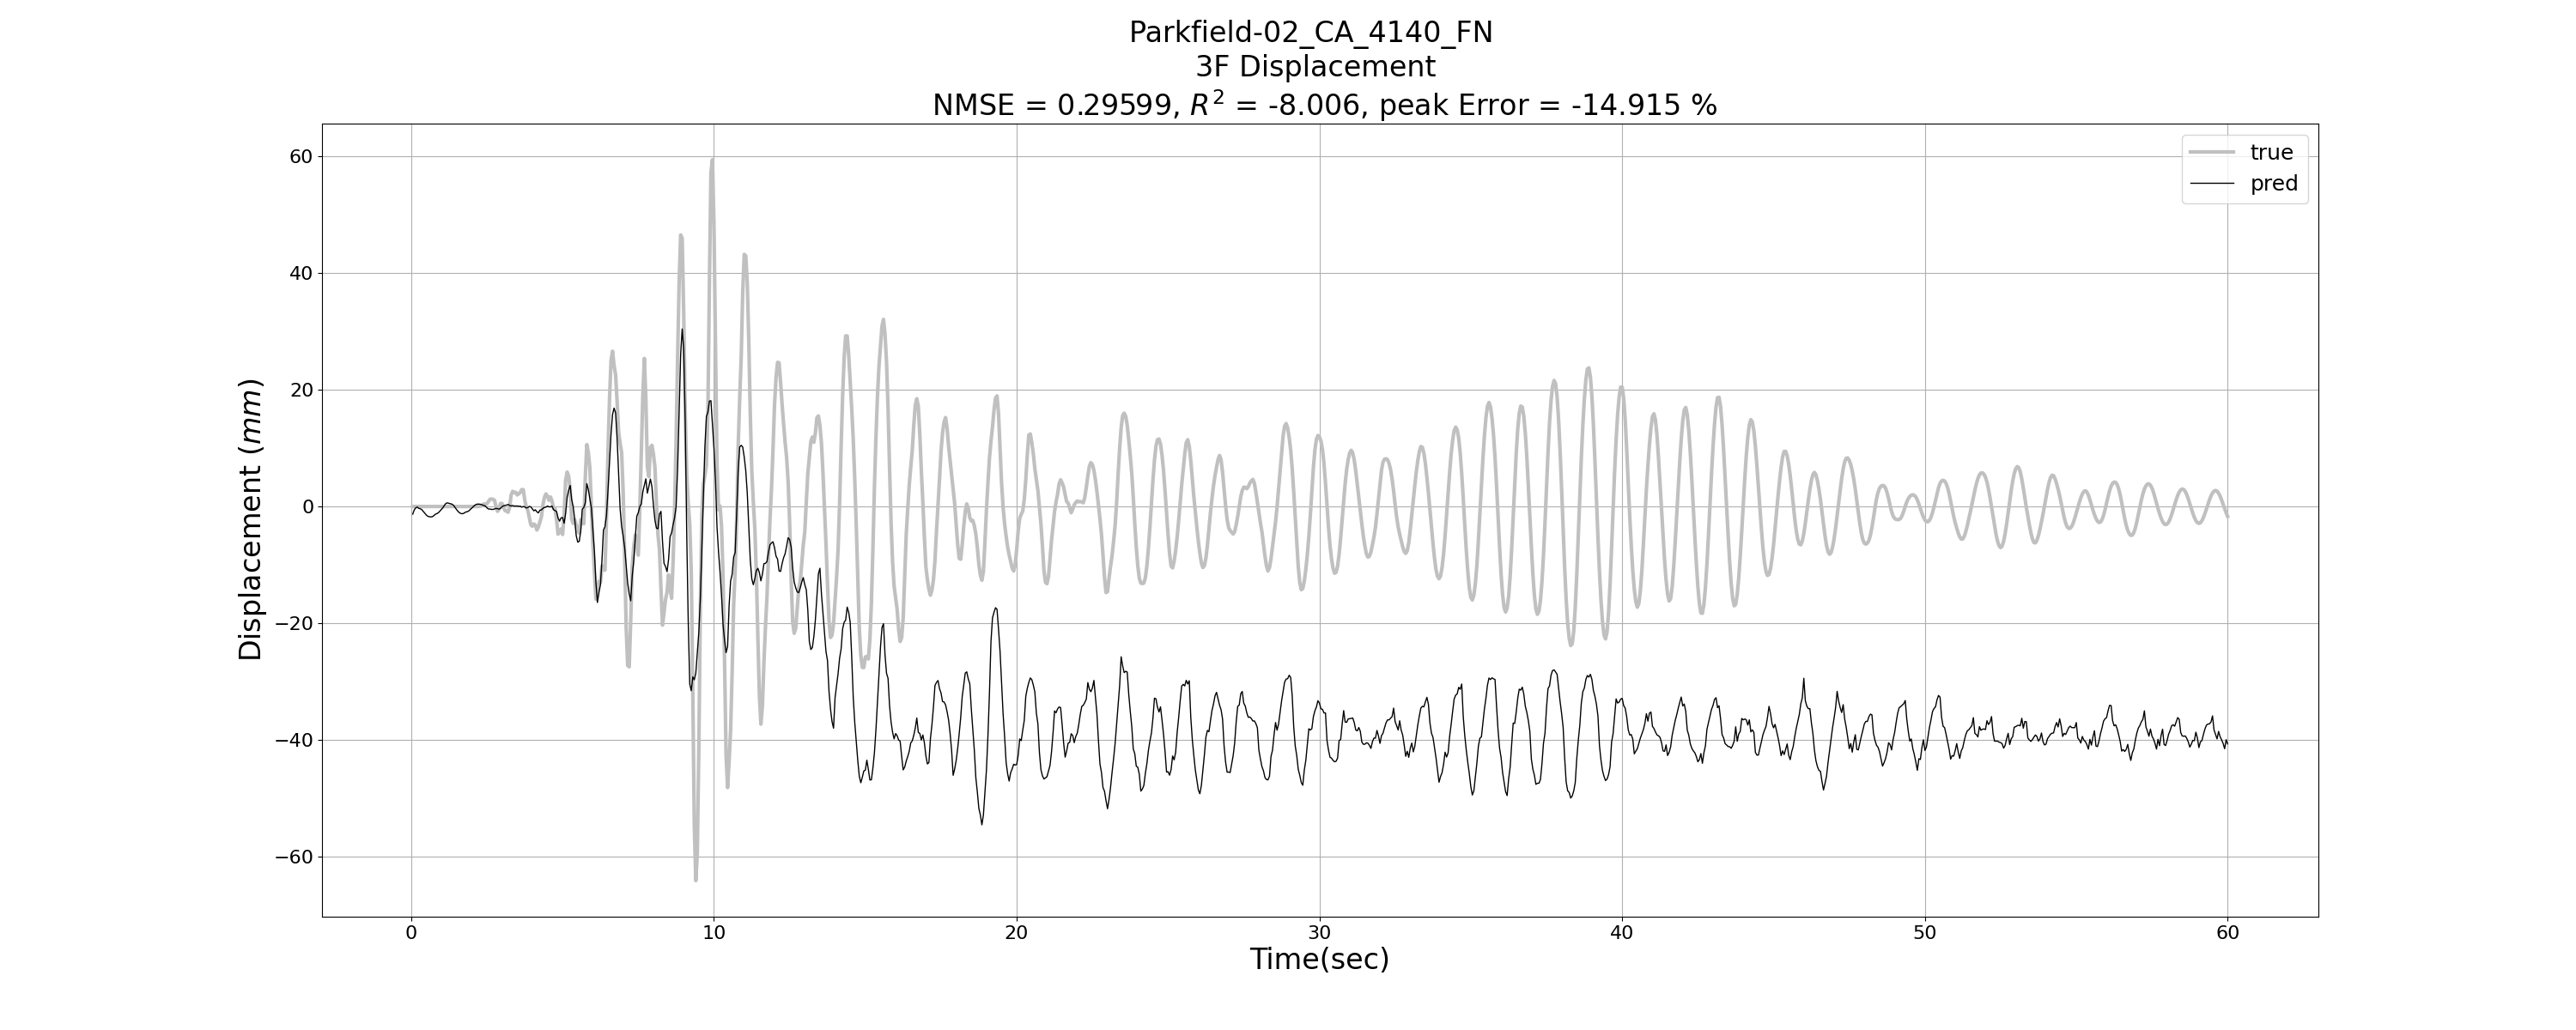 Parkfield-02_CA_4140_FN
3F Displacement
NMSE = 0.29599, R² = -8.006, peak Error = -14.915 %
true
pred
60
40
20
0
−20
−40
−60
Displacement (mm)
0 10 20 30 40 50 60
Time(sec)